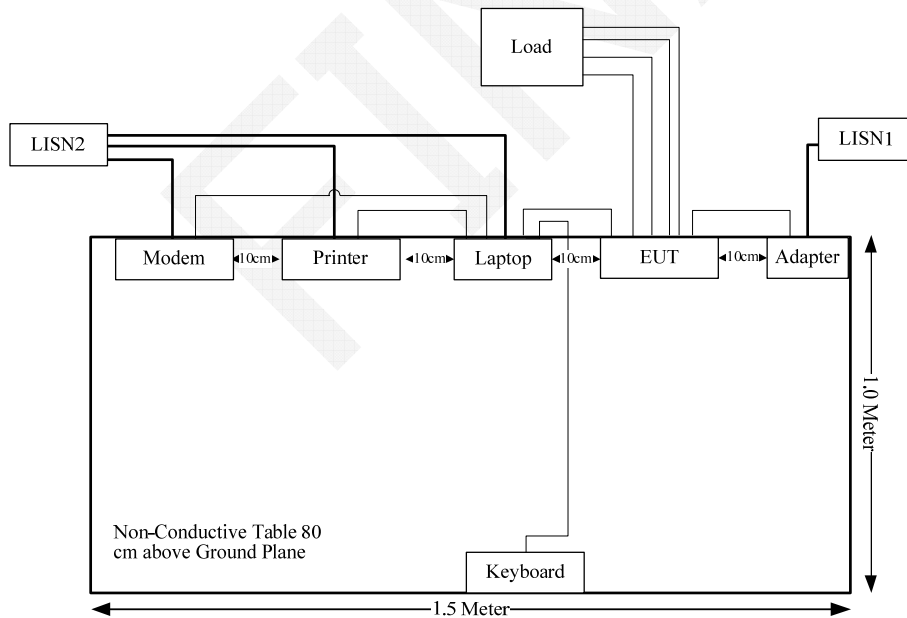 Load
LISN2
LISN1
Modem
10cm
Printer
10cm
Laptop
10cm
EUT
10cm
Adapter
1.0 Meter
Non-Conductive Table 80
cm above Ground Plane
Keyboard
1.5 Meter